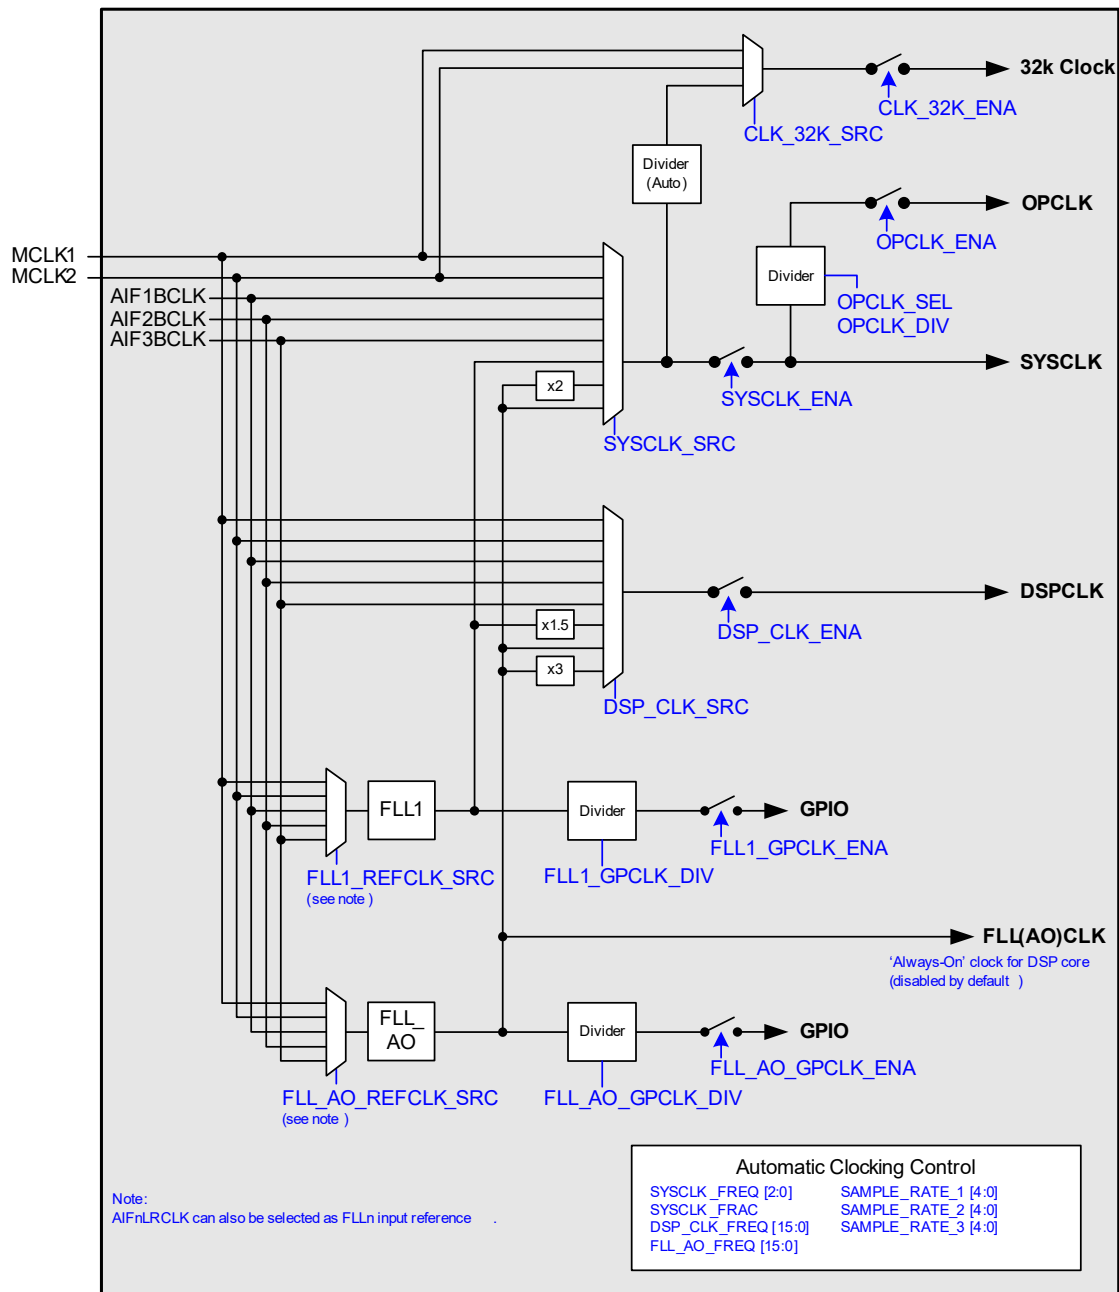 32k Clock
CLK_32K_ENA
CLK_32K_SRC
Divider
(Auto)
OPCLK
OPCLK_ENA
MCLK1
MCLK2
Divider
AIF1BCLK
OPCLK_SEL
AIF2BCLK
OPCLK_DIV
AIF3BCLK
SYSCLK
x2
SYSCLK_ENA
SYSCLK_SRC
DSPCLK
x1.5
DSP_CLK_ENA
x3
DSP_CLK_SRC
FLL1
Divider
GPIO
FLL1_GPCLK_ENA
FLL1_REFCLK_SRC
FLL1_GPCLK_DIV
(see note )
FLL(AO)CLK
‘Always-On’ clock for DSP core
(disabled by default )
FLL_
AO
Divider
GPIO
FLL_AO_GPCLK_ENA
FLL_AO_REFCLK_SRC
FLL_AO_GPCLK_DIV
(see note )
Automatic Clocking Control
SYSCLK_FREQ [2:0] SAMPLE_RATE_1 [4:0]
SYSCLK_FRAC SAMPLE_RATE_2 [4:0]
DSP_CLK_FREQ [15:0] SAMPLE_RATE_3 [4:0]
FLL_AO_FREQ [15:0]
Note:
AIFnLRCLK can also be selected as FLLn input reference .